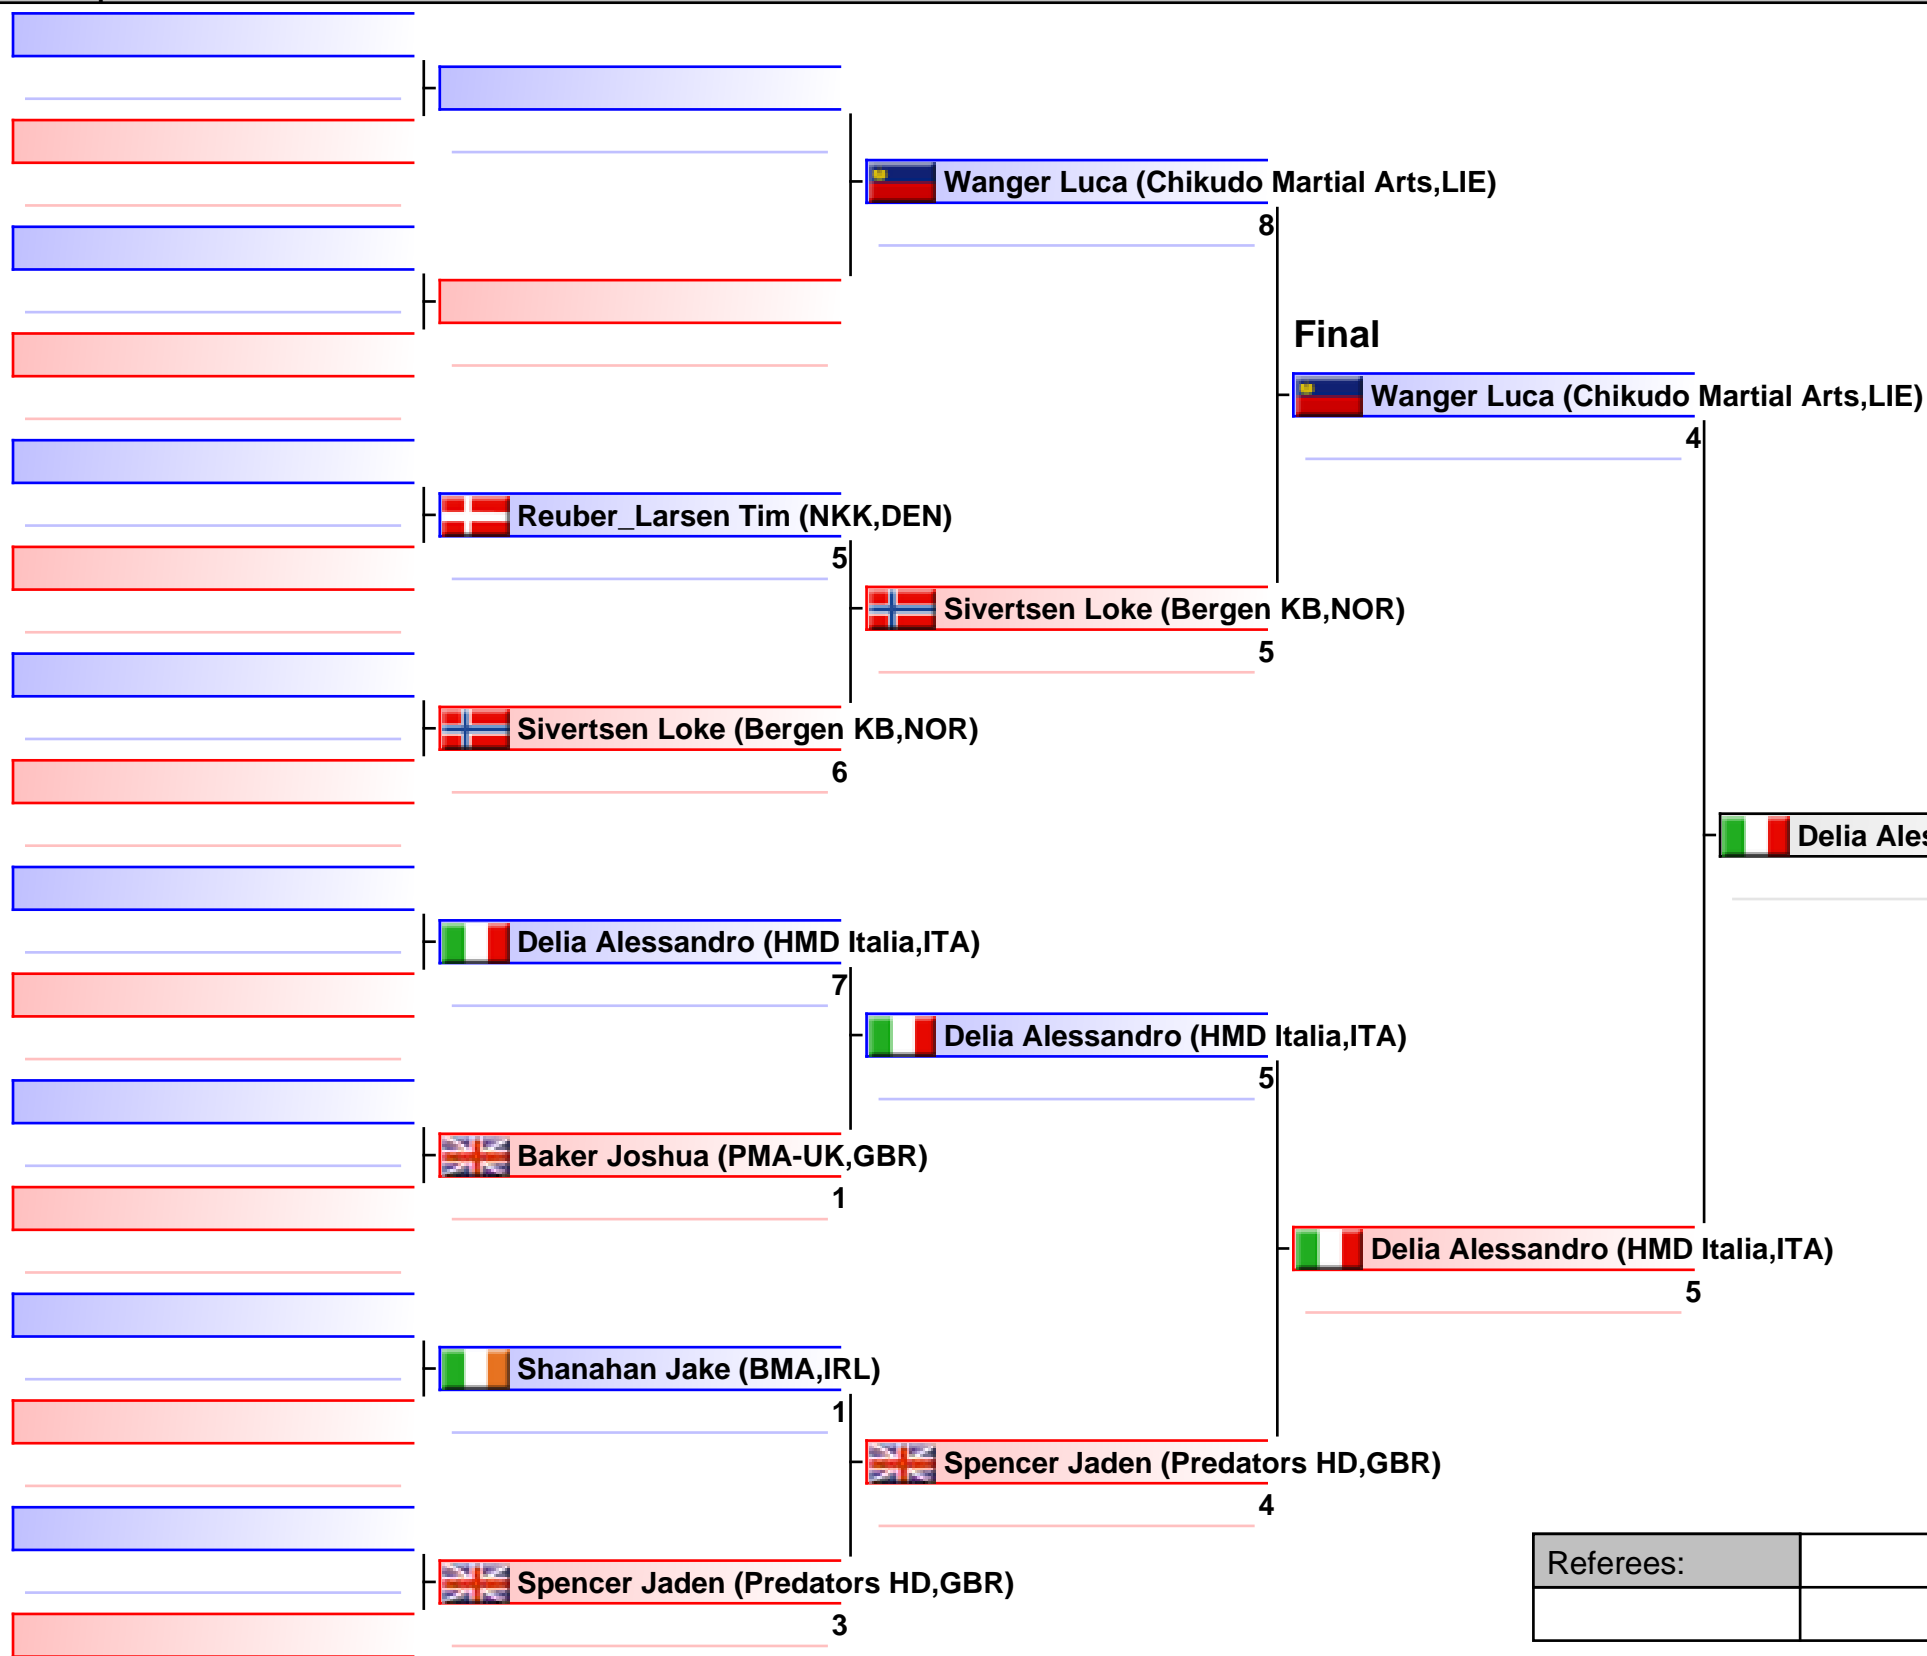 Wanger Luca (Chikudo Martial Arts,LIE)
8
Final
Wanger Luca (Chikudo Martial Arts,LIE)
4
Reuber_Larsen Tim (NKK,DEN)
5
Sivertsen Loke (Bergen KB,NOR)
5
Sivertsen Loke (Bergen KB,NOR)
6
Delia
Delia Alessandro (HMD Italia,ITA)
7
Delia Alessandro (HMD Italia,ITA)
5
Baker Joshua (PMA-UK,GBR)
1
Delia Alessandro (HMD Italia,ITA)
5
Shanahan Jake (BMA,IRL)
1
Spencer Jaden (Predators HD,GBR)
4
Spencer Jaden (Predators HD,GBR)
3
Referees: